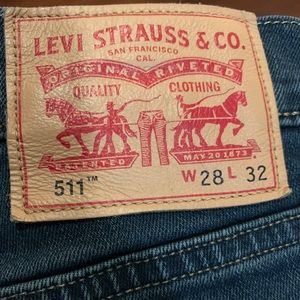 LEVI STRAUSS & CO.
SAN FRANCISCO
CAL.
ORIGINAL RIVETED
QUALITY CLOTHING
PATENTED MAY 20 1873
511™ W 28 L 32